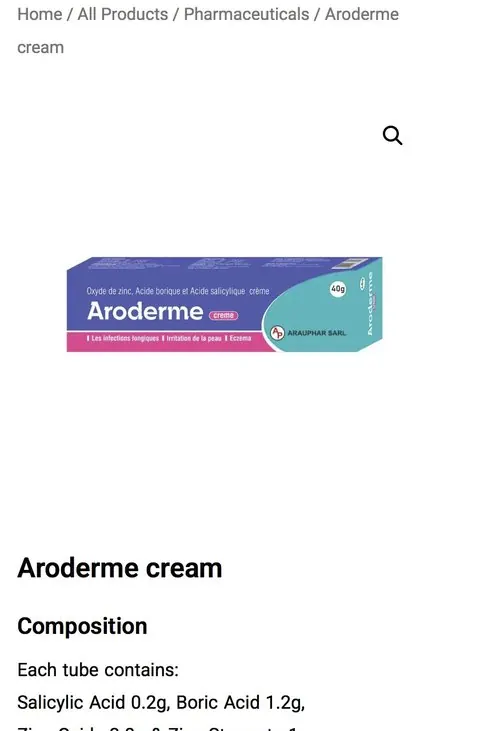 Home / All Products / Pharmaceuticals / Aroderme
cream
Oxyde de zinc, Acide borique et Acide salicylique crème
40g
Aroderme creme
Aroderme
AP ARAUPHAR SARL
Les infections fongiques Irritation de la peau Eczéma
Aroderme cream
Composition
Each tube contains:
Salicylic Acid 0.2g, Boric Acid 1.2g,